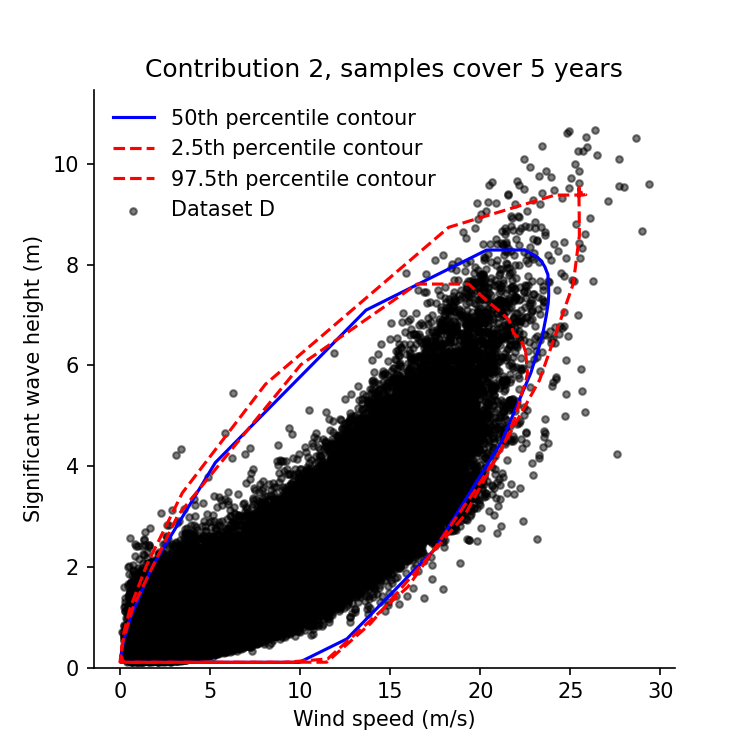 Contribution 2, samples cover 5 years
50th percentile contour
2.5th percentile contour
97.5th percentile contour
Dataset D
Significant wave height (m)
10
8
6
4
2
0
0 5 10 15 20 25 30
Wind speed (m/s)